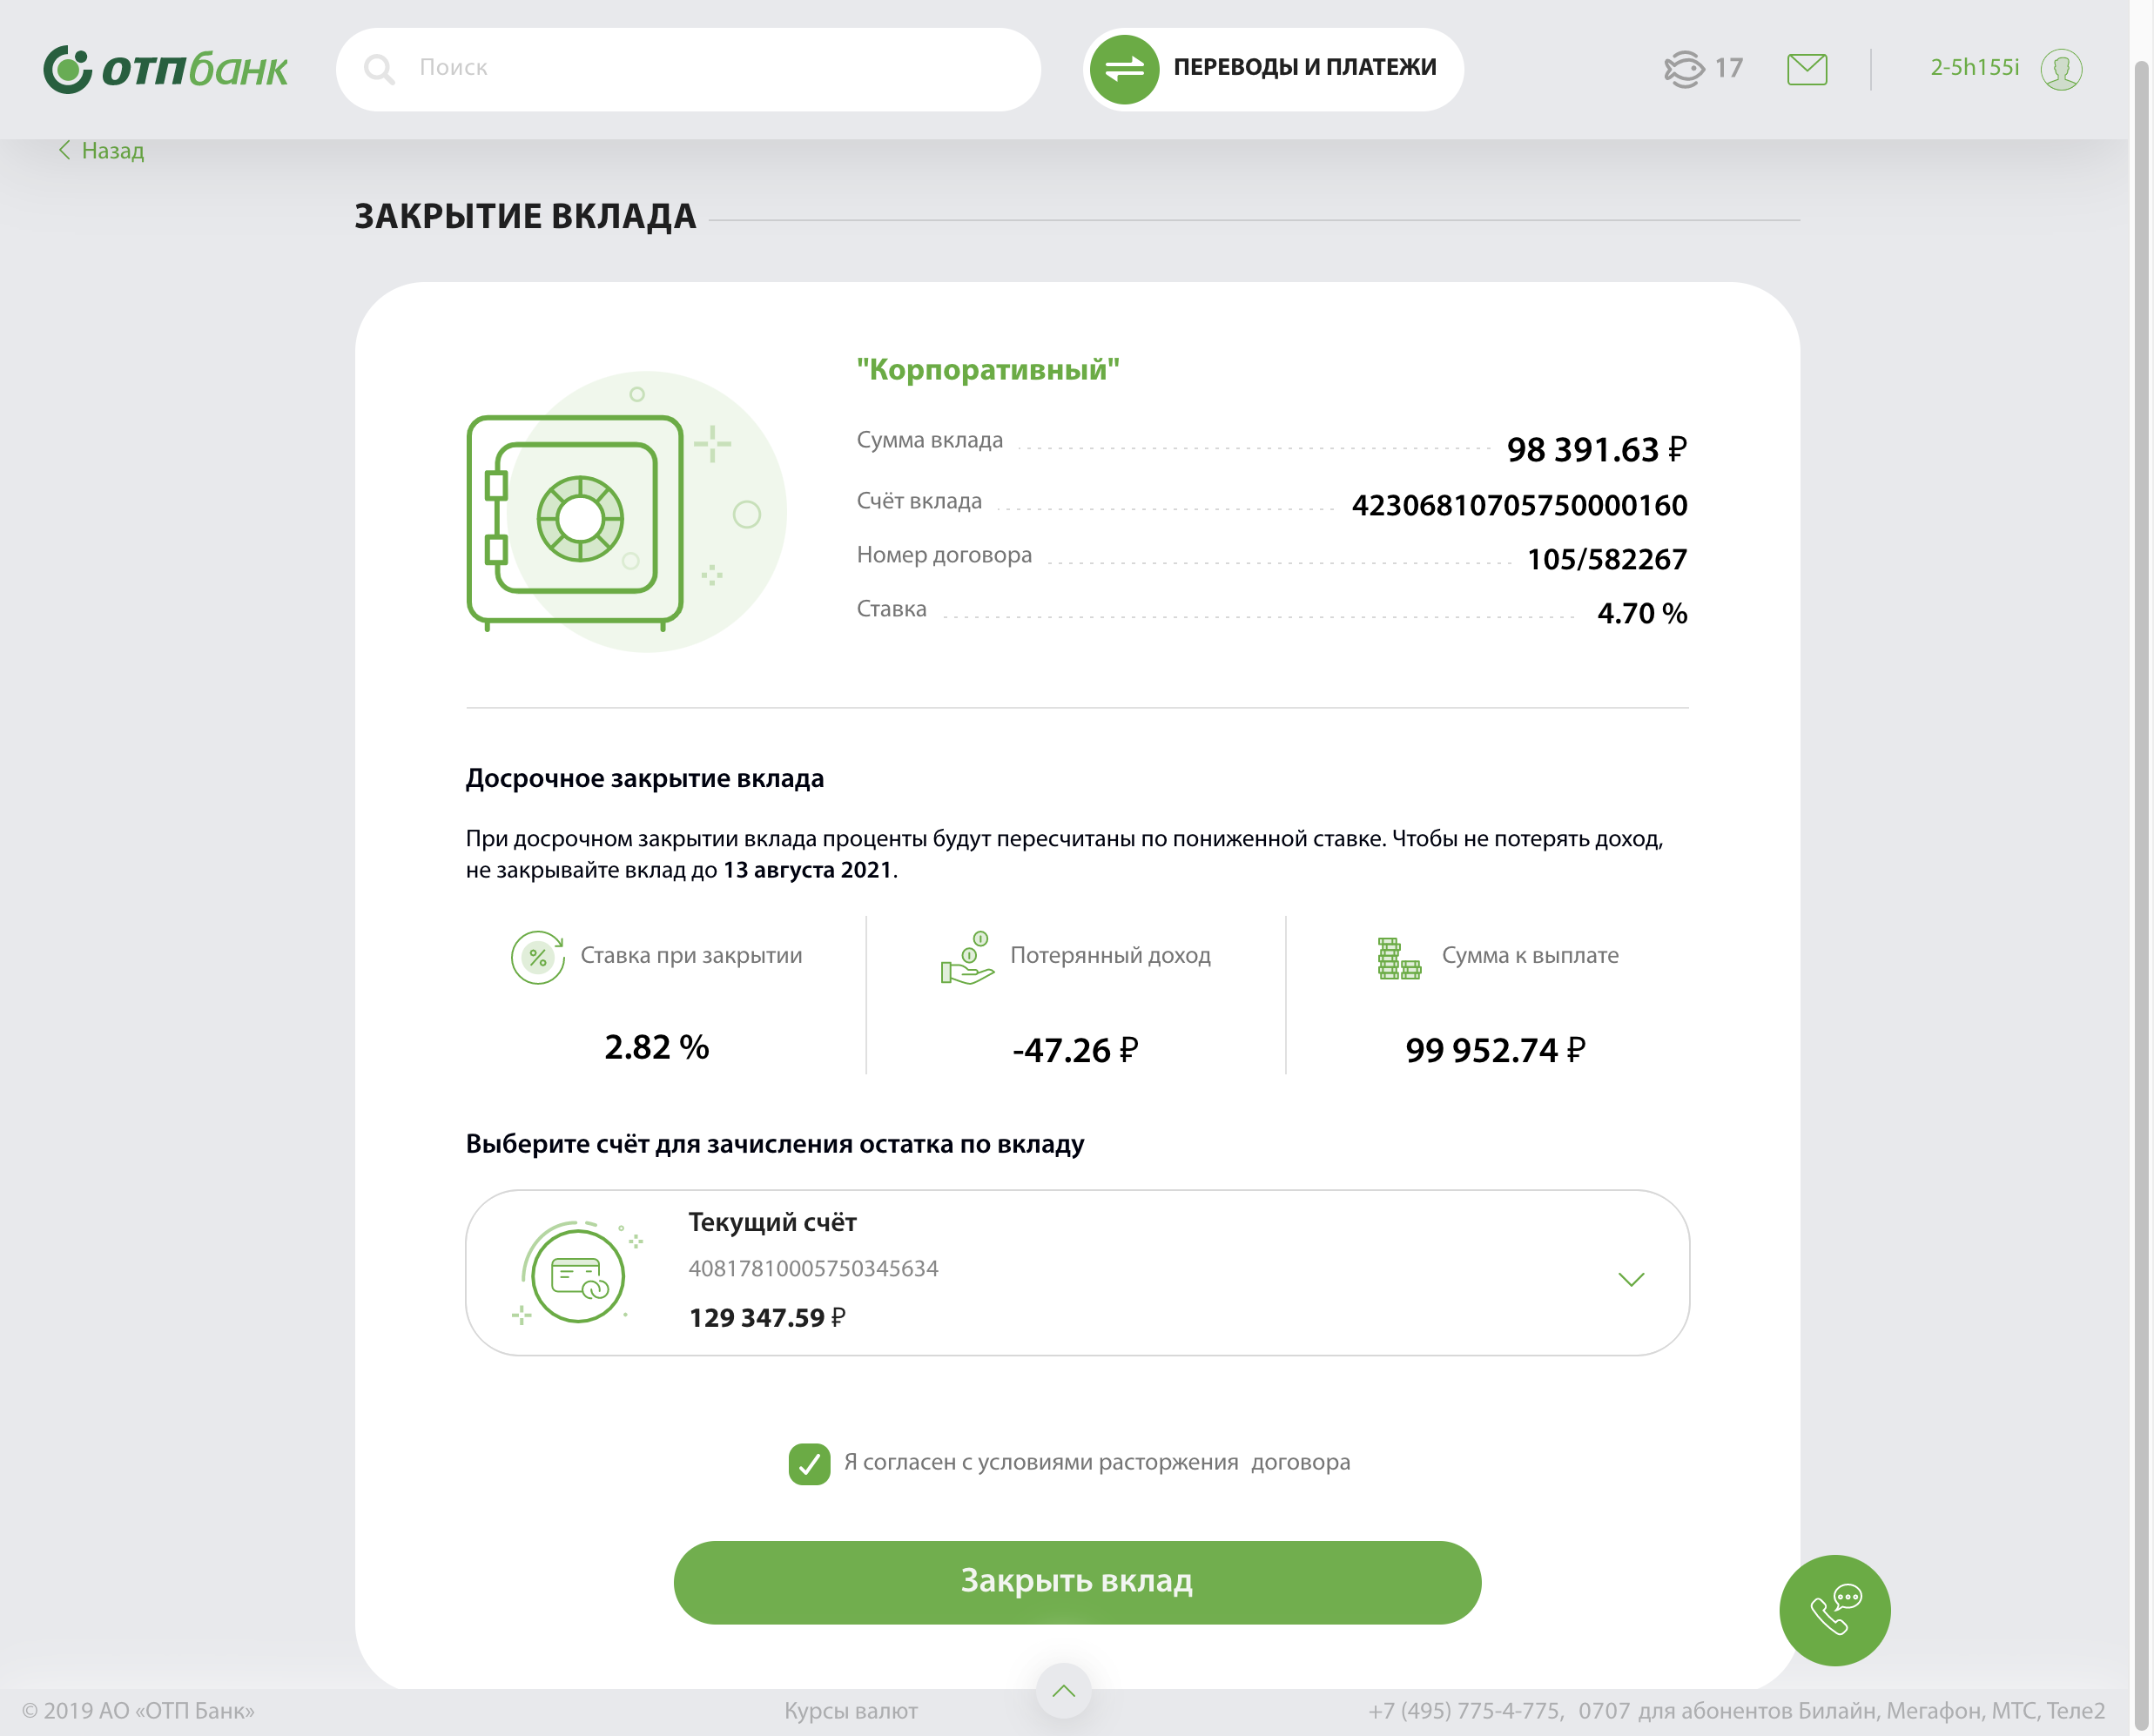 ОТПбанк
Поиск
ПЕРЕВОДЫ И ПЛАТЕЖИ
17
2-5h155i
Назад
ЗАКРЫТИЕ ВКЛАДА
"Корпоративный"
Сумма вклада 98 391.63 ₽
Счёт вклада 42306810705750000160
Номер договора 105/582267
Ставка 4.70 %
Досрочное закрытие вклада
При досрочном закрытии вклада проценты будут пересчитаны по пониженной ставке. Чтобы не потерять доход,
не закрывайте вклад до 13 августа 2021.
Ставка при закрытии
2.82 %
Потерянный доход
-47.26 ₽
Сумма к выплате
99 952.74 ₽
Выберите счёт для зачисления остатка по вкладу
Текущий счёт
40817810005750345634
129 347.59 ₽
Я согласен с условиями расторжения договора
Закрыть вклад
© 2019 АО «ОТП Банк» Курсы валют +7 (495) 775-4-775, 0707 для абонентов Билайн, Мегафон, МТС, Теле2